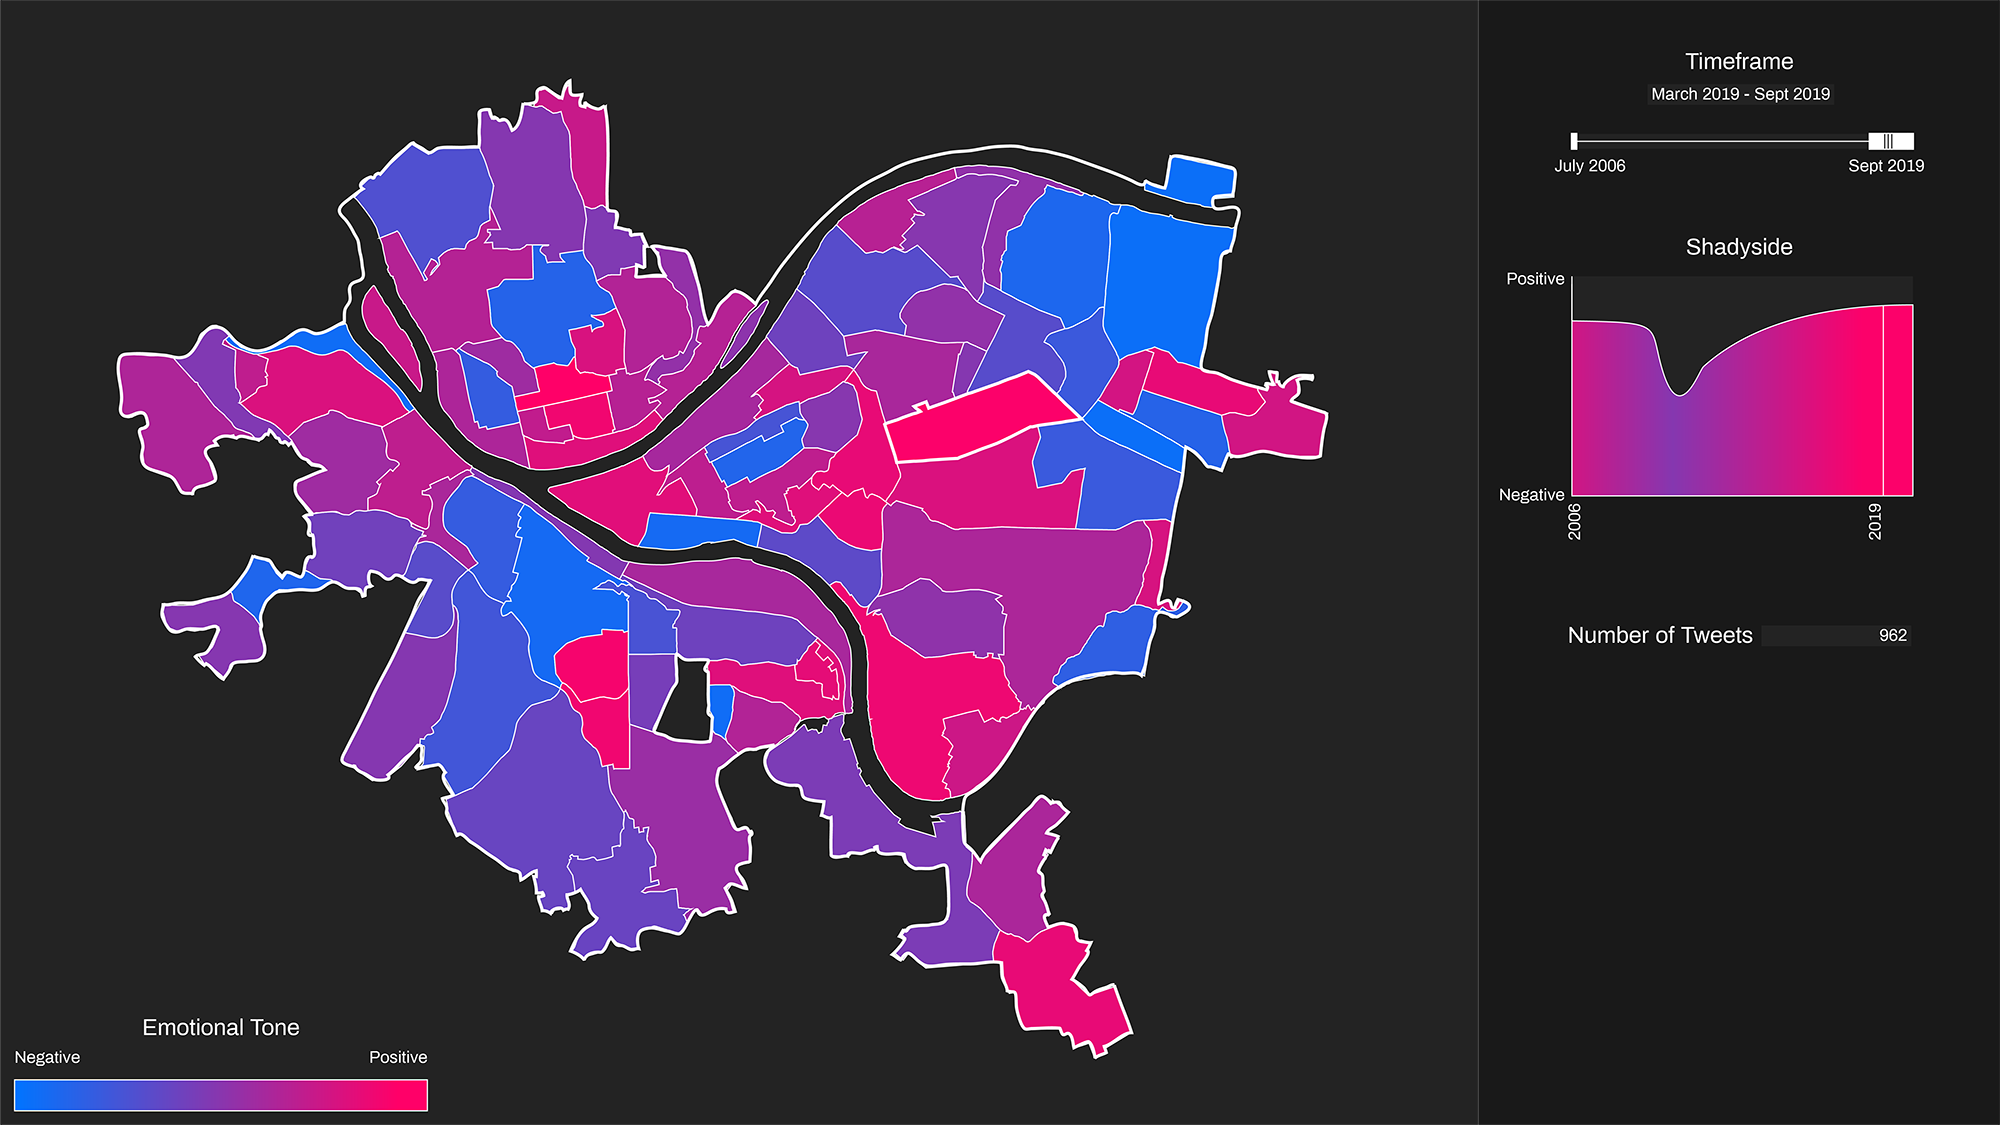 Timeframe
March 2019 - Sept 2019
July 2006 Sept 2019
Shadyside
Positive
Negative
2006 2019
Number of Tweets 962
Emotional Tone
Negative Positive